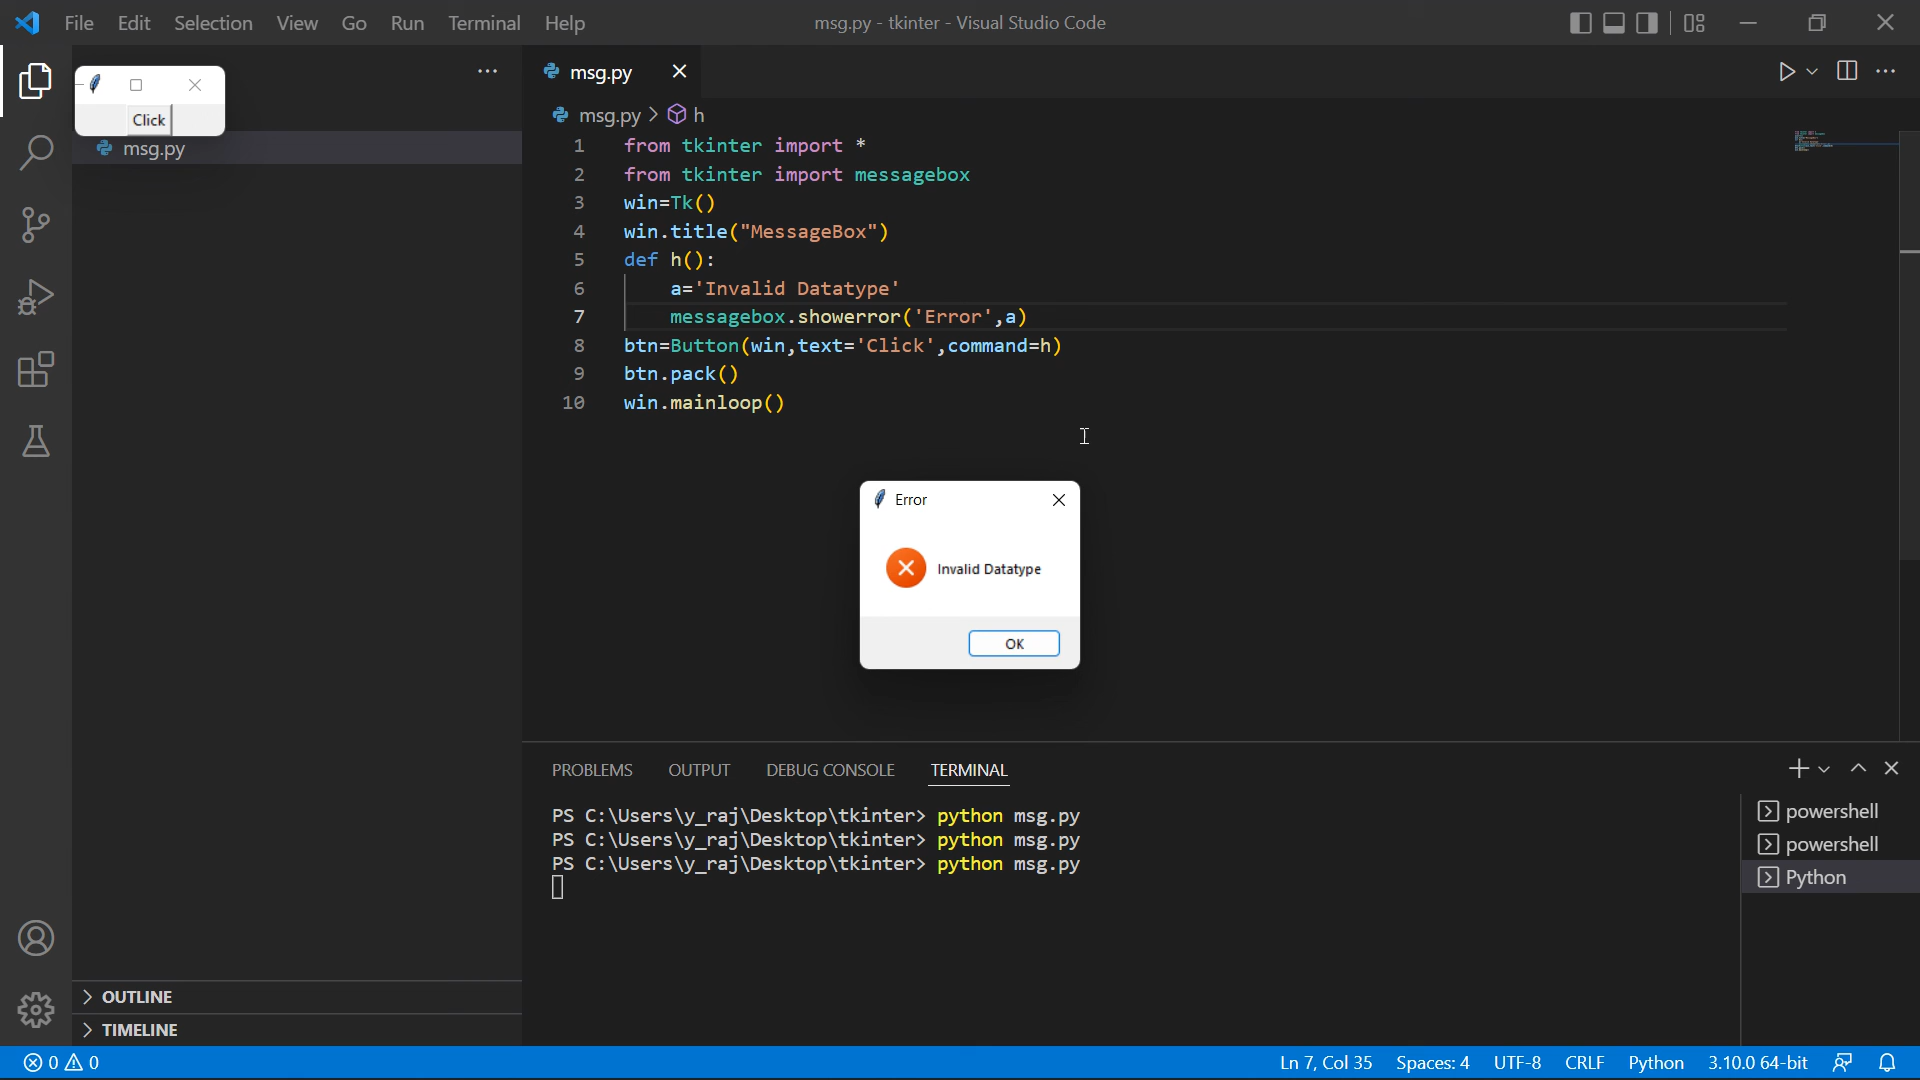 File Edit Selection View Go Run Terminal Help
msg.py - tkinter - Visual Studio Code
Click
msg.py
msg.py
msg.py > h
1 from tkinter import *
2 from tkinter import messagebox
3 win=Tk()
4 win.title("MessageBox")
5 def h():
6     a='Invalid Datatype'
7     messagebox.showerror('Error',a)
8 btn=Button(win,text='Click',command=h)
9 btn.pack()
10 win.mainloop()
Error
Invalid Datatype
OK
PROBLEMS OUTPUT DEBUG CONSOLE TERMINAL
PS C:\Users\y_raj\Desktop\tkinter> python msg.py
PS C:\Users\y_raj\Desktop\tkinter> python msg.py
PS C:\Users\y_raj\Desktop\tkinter> python msg.py
powershell
powershell
Python
OUTLINE
TIMELINE
0 0
Ln 7, Col 35 Spaces: 4 UTF-8 CRLF Python 3.10.0 64-bit